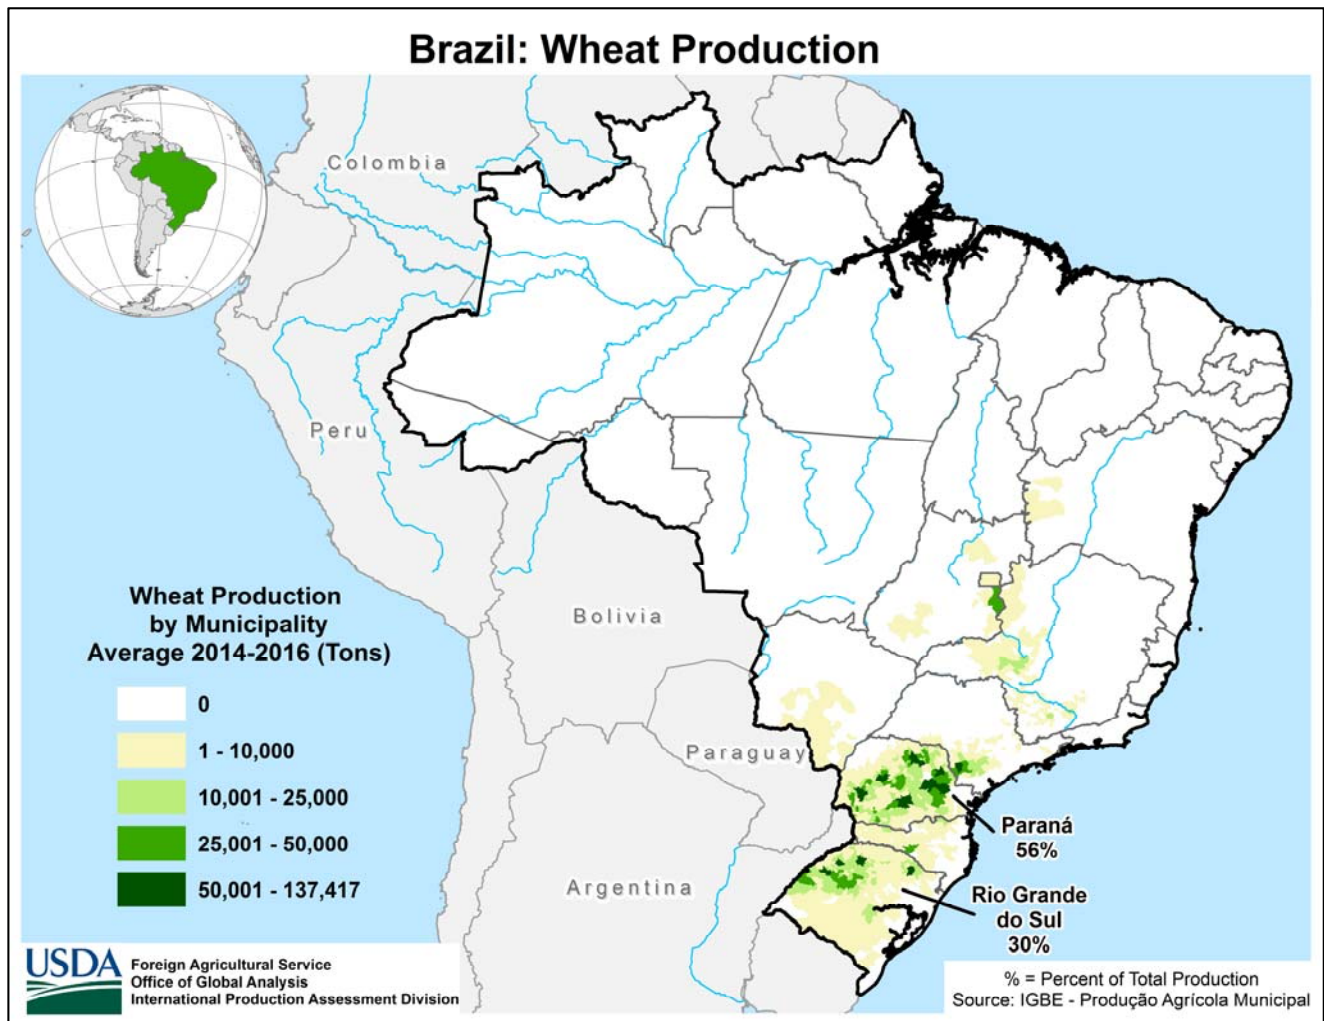 Brazil: Wheat Production
Colombia
Peru
Bolivia
Paraguay
Argentina
Wheat Production
by Municipality
Average 2014-2016 (Tons)
0
1 - 10,000
10,001 - 25,000
25,001 - 50,000
50,001 - 137,417
Paraná
56%
Rio Grande
do Sul
30%
USDA
Foreign Agricultural Service
Office of Global Analysis
International Production Assessment Division
% = Percent of Total Production
Source: IGBE - Produção Agrícola Municipal